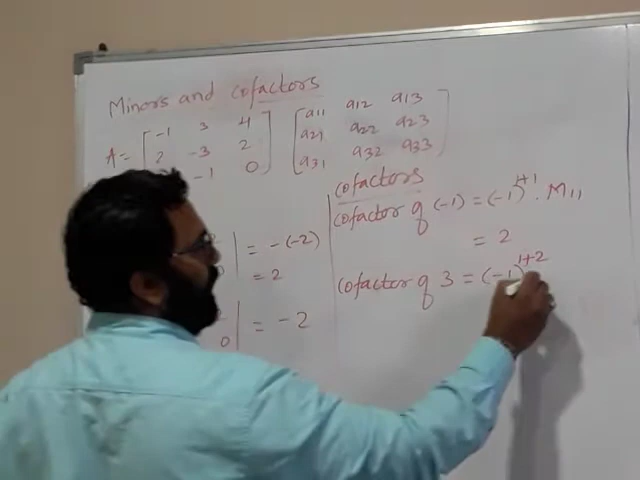 Minors and cofactors
A = [ -1 3 4 ] [ a11 a12 a13 ]
2 -3 2 a21 a22 a23
-1 0 a31 a32 a33
cofactors
cofactor of (-1) = (-1)^1+1 . M11
= 2
cofactor of 3 = (-1)^1+2
| = -(-2)
= 2
0 | = -2